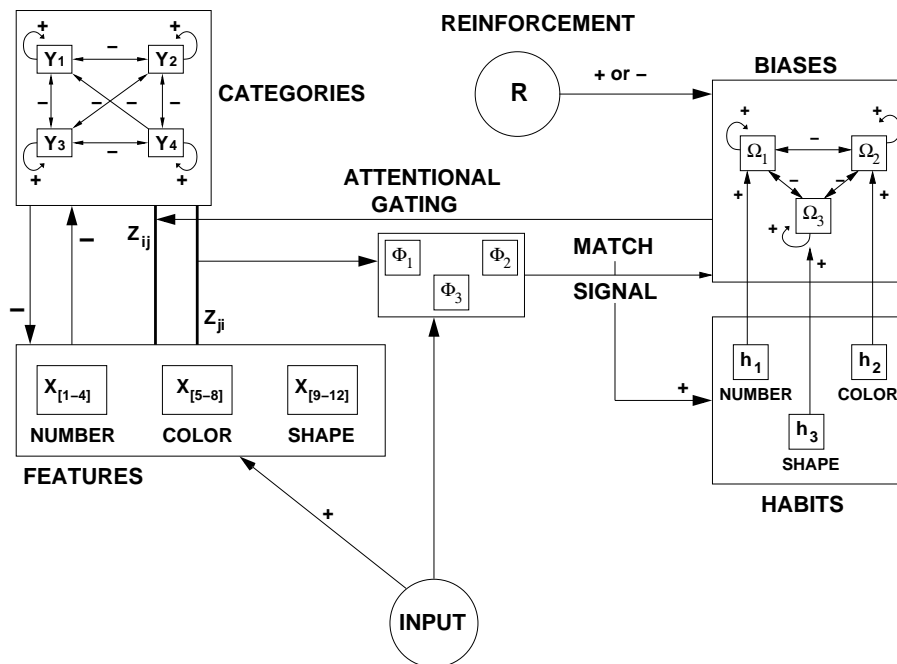 REINFORCEMENT
+ + + or − BIASES
Y1 − Y2 CATEGORIES R
− − − − + +
Y3 − Y4 Ω1 − Ω2
+ + ATTENTIONAL + − − +
GATING Ω3
− Zij Φ1 Φ2 MATCH + +
Φ3 SIGNAL
− Zji
X[1−4] X[5−8] X[9−12] + h1 h2
NUMBER COLOR SHAPE NUMBER COLOR
h3
FEATURES SHAPE
HABITS
+
INPUT